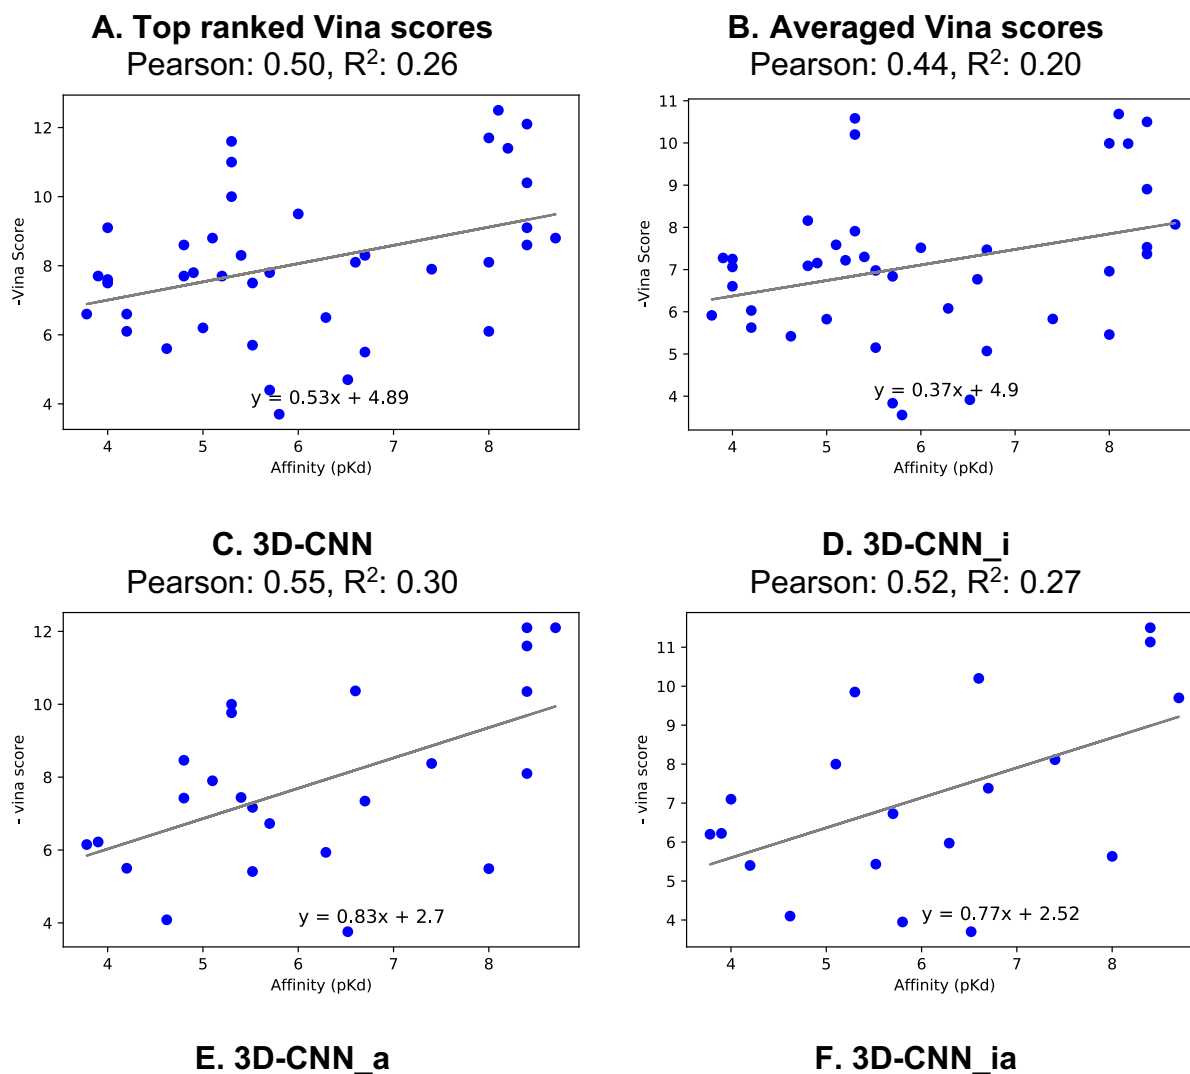 A. Top ranked Vina scores
Pearson: 0.50, R²: 0.26
12
10
8
6
4
-Vina Score
y = 0.53x + 4.89
4 5 6 7 8
Affinity (pKd)
B. Averaged Vina scores
Pearson: 0.44, R²: 0.20
11
10
9
8
7
6
5
4
-Vina Score
y = 0.37x + 4.9
4 5 6 7 8
Affinity (pKd)
C. 3D-CNN
Pearson: 0.55, R²: 0.30
12
10
8
6
4
- vina score
y = 0.83x + 2.7
4 5 6 7 8
Affinity (pKd)
D. 3D-CNN_i
Pearson: 0.52, R²: 0.27
11
10
9
8
7
6
5
4
- vina score
y = 0.77x + 2.52
4 5 6 7 8
Affinity (pKd)
E. 3D-CNN_a
F. 3D-CNN_ia